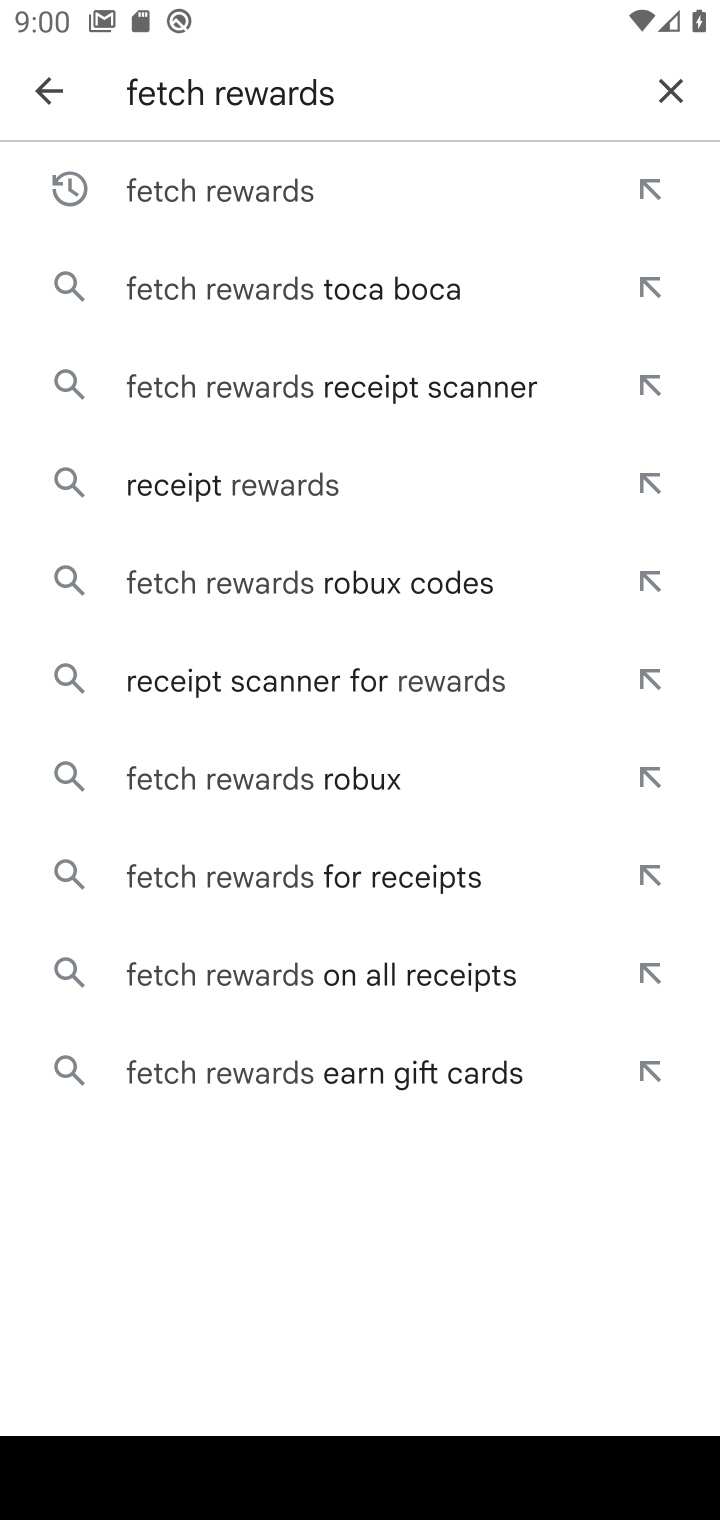 9:00
fetch rewards
fetch rewards
fetch rewards toca boca
fetch rewards receipt scanner
receipt rewards
fetch rewards robux codes
receipt scanner for rewards
fetch rewards robux
fetch rewards for receipts
fetch rewards on all receipts
fetch rewards earn gift cards